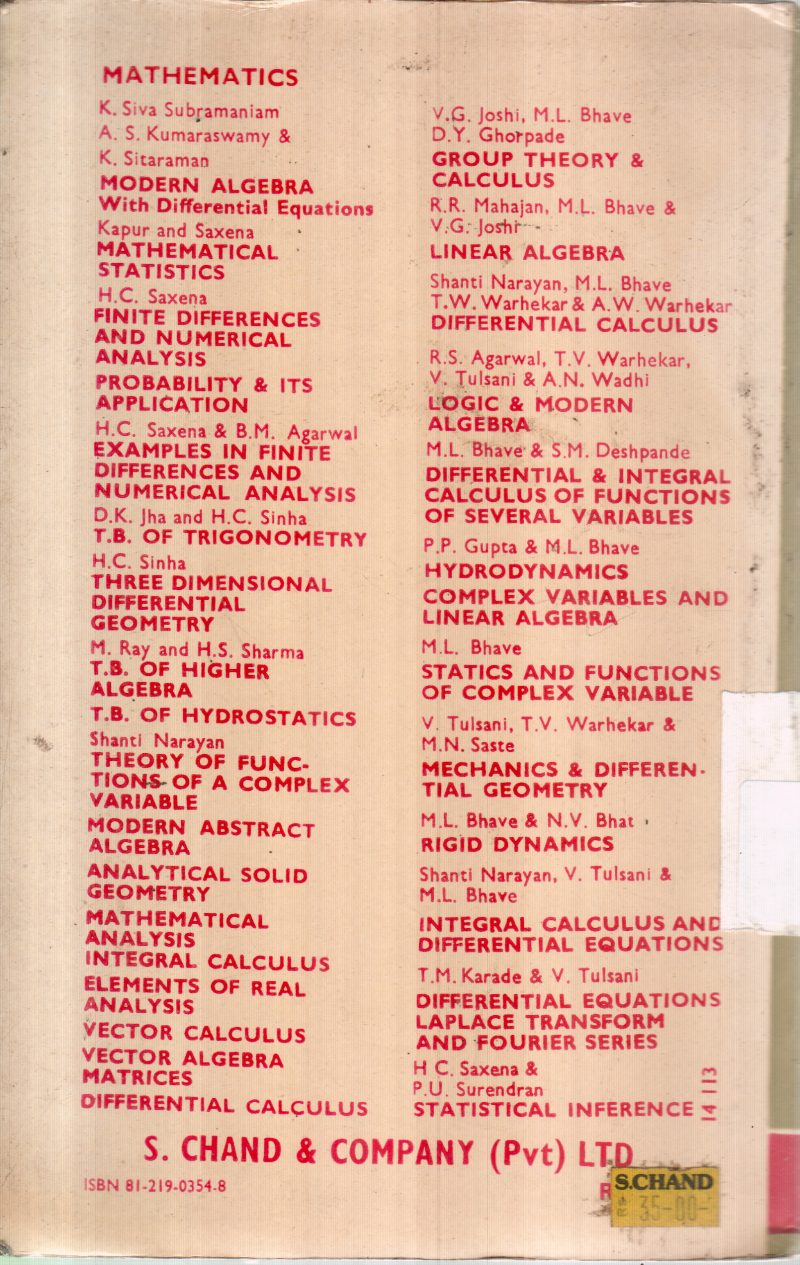 MATHEMATICS
K. Siva Subramaniam
A. S. Kumaraswamy &
K. Sitaraman
MODERN ALGEBRA
With Differential Equations
Kapur and Saxena
MATHEMATICAL
STATISTICS
H.C. Saxena
FINITE DIFFERENCES
AND NUMERICAL
ANALYSIS
PROBABILITY & ITS
APPLICATION
H.C. Saxena & B.M. Agarwal
EXAMPLES IN FINITE
DIFFERENCES AND
NUMERICAL ANALYSIS
D.K. Jha and H.C. Sinha
T.B. OF TRIGONOMETRY
H.C. Sinha
THREE DIMENSIONAL
DIFFERENTIAL
GEOMETRY
M. Ray and H.S. Sharma
T.B. OF HIGHER
ALGEBRA
T.B. OF HYDROSTATICS
Shanti Narayan
THEORY OF FUNC-
TIONS OF A COMPLEX
VARIABLE
MODERN ABSTRACT
ALGEBRA
ANALYTICAL SOLID
GEOMETRY
MATHEMATICAL
ANALYSIS
INTEGRAL CALCULUS
ELEMENTS OF REAL
ANALYSIS
VECTOR CALCULUS
VECTOR ALGEBRA
MATRICES
DIFFERENTIAL CALCULUS
V.G. Joshi, M.L. Bhave
D.Y. Ghorpade
GROUP THEORY &
CALCULUS
R.R. Mahajan, M.L. Bhave &
V.G. Joshi
LINEAR ALGEBRA
Shanti Narayan, M.L. Bhave
T.W. Warhekar & A.W. Warhekar
DIFFERENTIAL CALCULUS
R.S. Agarwal, T.V. Warhekar,
V. Tulsani & A.N. Wadhi
LOGIC & MODERN
ALGEBRA
M.L. Bhave & S.M. Deshpande
DIFFERENTIAL & INTEGRAL
CALCULUS OF FUNCTIONS
OF SEVERAL VARIABLES
P.P. Gupta & M.L. Bhave
HYDRODYNAMICS
COMPLEX VARIABLES AND
LINEAR ALGEBRA
M.L. Bhave
STATICS AND FUNCTIONS
OF COMPLEX VARIABLE
V. Tulsani, T.V. Warhekar &
M.N. Saste
MECHANICS & DIFFEREN-
TIAL GEOMETRY
M.L. Bhave & N.V. Bhat
RIGID DYNAMICS
Shanti Narayan, V. Tulsani &
M.L. Bhave
INTEGRAL CALCULUS AND
DIFFERENTIAL EQUATIONS
T.M. Karade & V. Tulsani
DIFFERENTIAL EQUATIONS
LAPLACE TRANSFORM
AND FOURIER SERIES
H C. Saxena &
P.U. Surendran
STATISTICAL INFERENCE
14 113
S. CHAND & COMPANY (Pvt) LTD
ISBN 81-219-0354-8
R
S.CHAND
Rs 35-00-